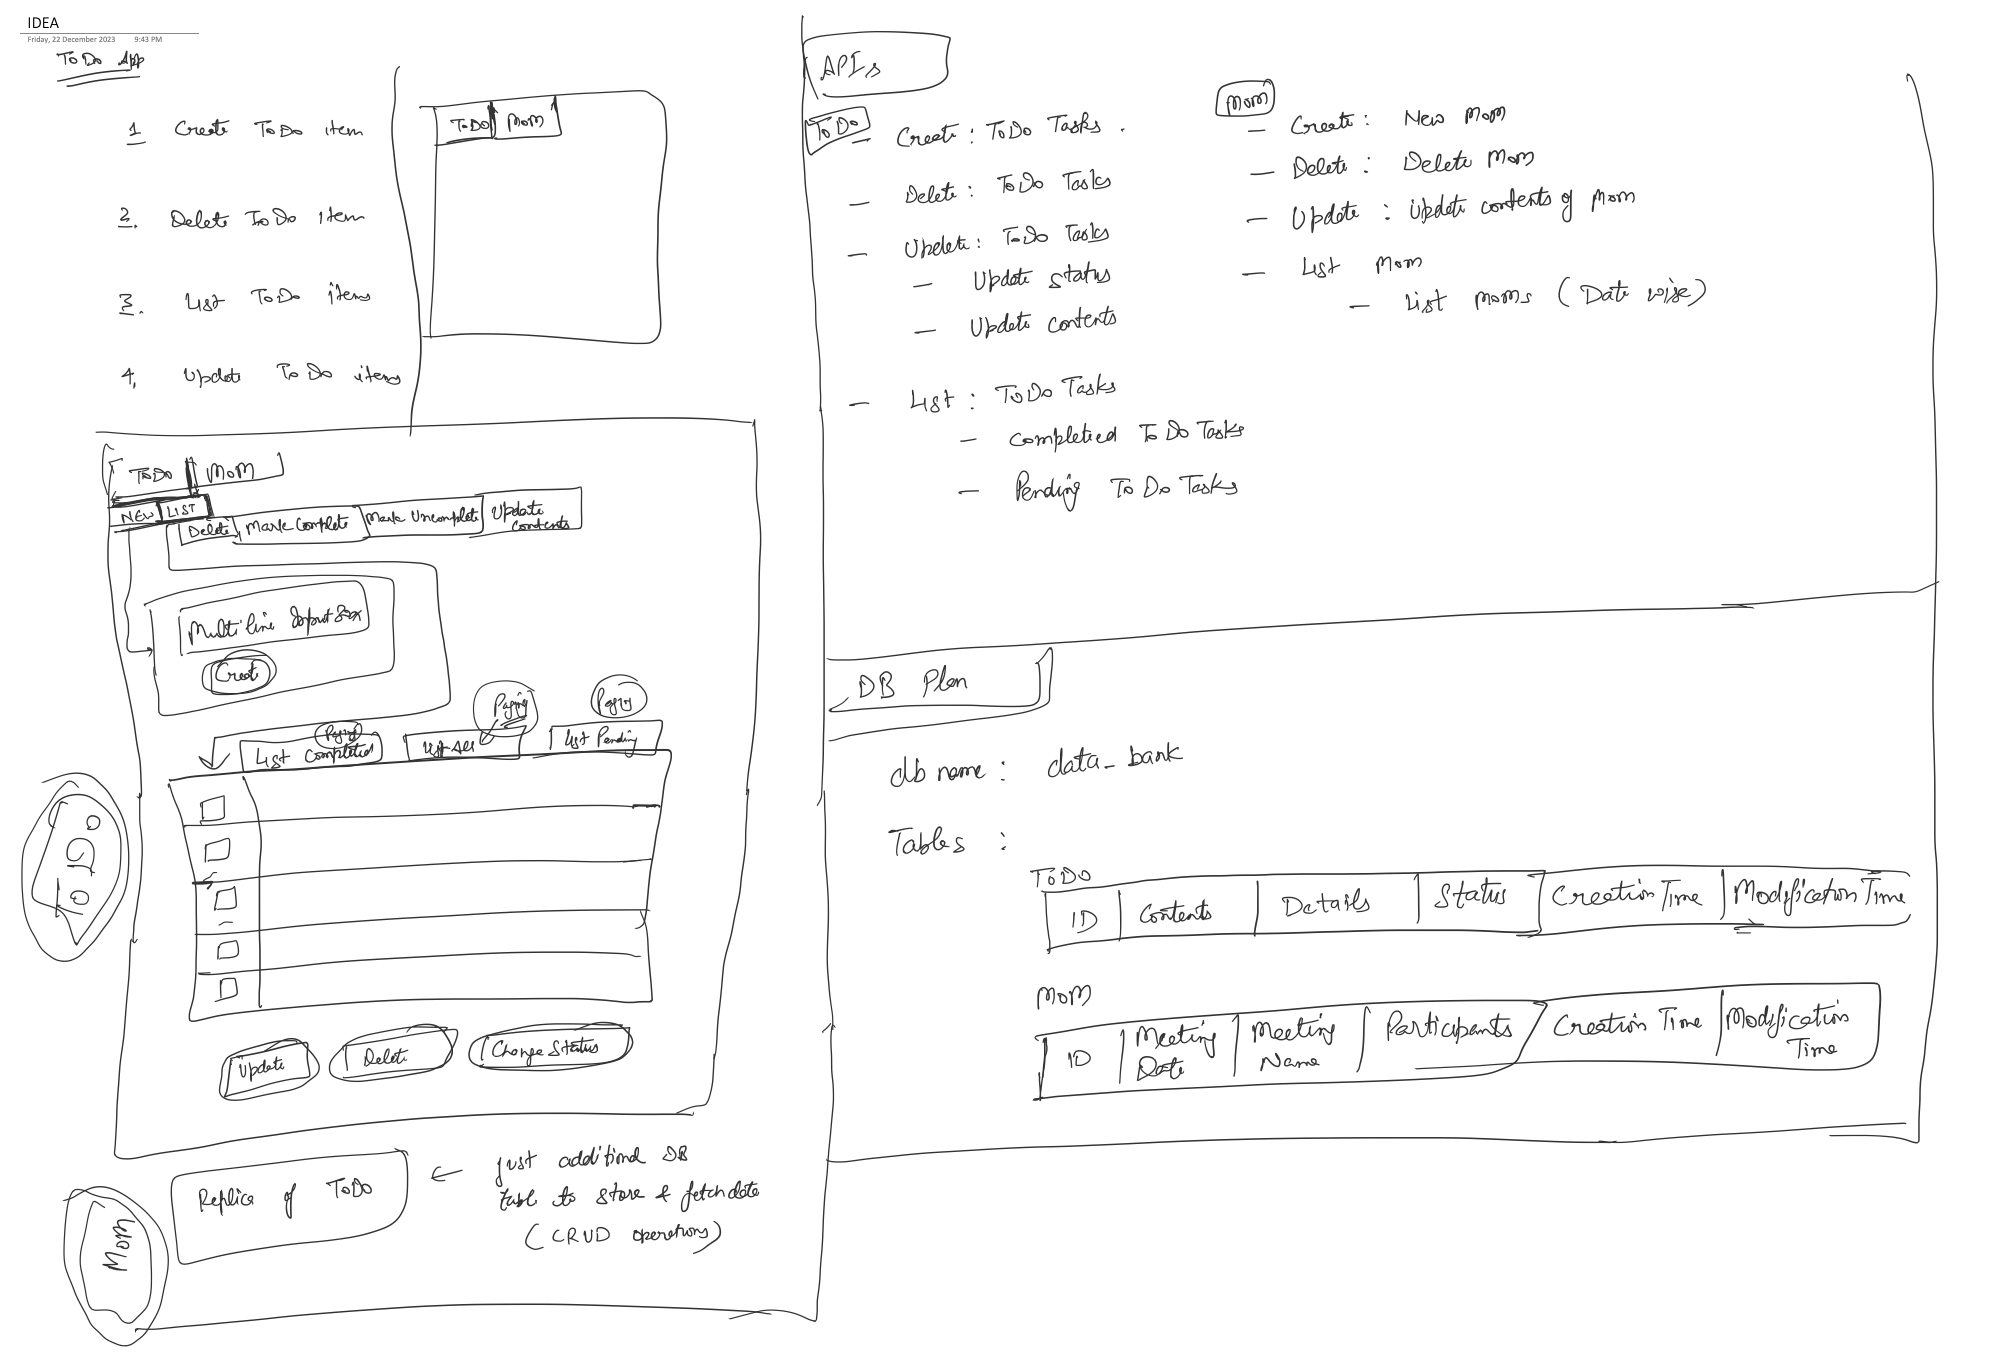 IDEA
Friday, 22 December 2023 9:43 PM
ToDo App
1 Create ToDo item
2. Delete ToDo item
3. List ToDo items
4. Update ToDo items
ToDo MoM
ToDo MoM
NEW LIST
Delete Mark Complete Mark Uncomplete Update Contents
Multi line InputBox
Create
Paging Paging Paging
List Completed List All List Pending
Update Delete Change Status
ToDo
Replica of ToDo
← just additional DB
table to store & fetch data
(CRUD operations)
MoM
APIs
ToDo
- Create : ToDo Tasks .
- Delete : ToDo Tasks
- Update : ToDo Tasks
- Update status
- Update contents
- List : ToDo Tasks
- Completed ToDo Tasks
- Pending ToDo Tasks
MoM
- Create : New MoM
- Delete : Delete MoM
- Update : Update contents of MoM
- List MoM
- List MoMs (Date wise)
DB Plan
db name : data_bank
Tables :
ToDo
ID Contents Details Status Creation Time Modification Time
MoM
ID Meeting Date Meeting Name Participants Creation Time Modification Time